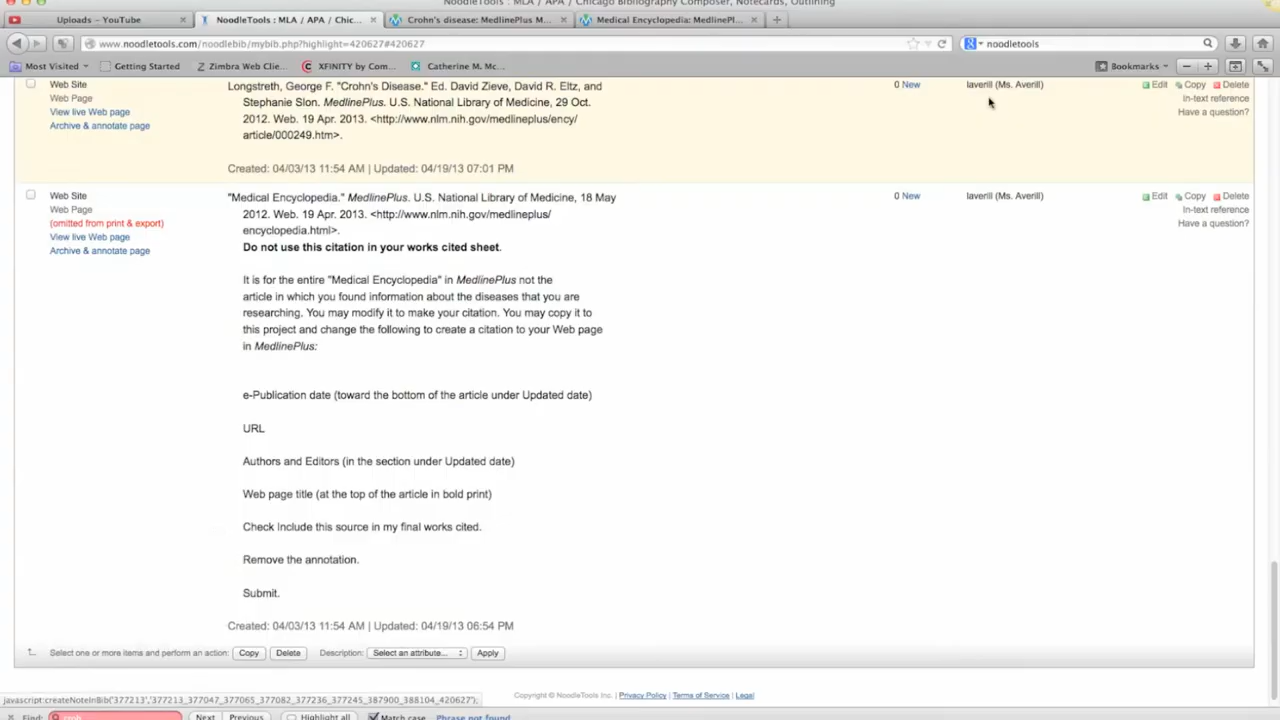 NoodleTools : MLA / APA / Chicago Bibliography Composer, Notecards, Outlining
Uploads – YouTube
NoodleTools : MLA / APA / Chic...
Crohn's disease: MedlinePlus M...
Medical Encyclopedia: MedlinePl...
www.noodletools.com/noodlebib/mybib.php?highlight=420627#420627
noodletools
Most Visited
Getting Started
Zimbra Web Clie...
XFINITY by Com...
Catherine M. Mc...
Bookmarks
Web Site
Web Page
View live Web page
Archive & annotate page
Longstreth, George F. "Crohn's Disease." Ed. David Zieve, David R. Eltz, and
Stephanie Slon. MedlinePlus. U.S. National Library of Medicine, 29 Oct.
2012. Web. 19 Apr. 2013. <http://www.nlm.nih.gov/medlineplus/ency/
article/000249.htm>.
Created: 04/03/13 11:54 AM | Updated: 04/19/13 07:01 PM
0 New
laverill (Ms. Averill)
Edit Copy Delete
In-text reference
Have a question?
Web Site
Web Page
(omitted from print & export)
View live Web page
Archive & annotate page
"Medical Encyclopedia." MedlinePlus. U.S. National Library of Medicine, 18 May
2012. Web. 19 Apr. 2013. <http://www.nlm.nih.gov/medlineplus/
encyclopedia.html>.
Do not use this citation in your works cited sheet.
It is for the entire "Medical Encyclopedia" in MedlinePlus not the
article in which you found information about the diseases that you are
researching. You may modify it to make your citation. You may copy it to
this project and change the following to create a citation to your Web page
in MedlinePlus:
e-Publication date (toward the bottom of the article under Updated date)
URL
Authors and Editors (in the section under Updated date)
Web page title (at the top of the article in bold print)
Check Include this source in my final works cited.
Remove the annotation.
Submit.
Created: 04/03/13 11:54 AM | Updated: 04/19/13 06:54 PM
0 New
laverill (Ms. Averill)
Edit Copy Delete
In-text reference
Have a question?
Select one or more items and perform an action: Copy Delete Description: Select an attribute... Apply
Copyright © NoodleTools Inc. | Privacy Policy | Terms of Service | Legal
javascript:createNoteInBib('377213','377213_377047_377065_377082_377236_377245_387900_388104_420627');
Find: Next Previous Highlight all Match case Phrase not found